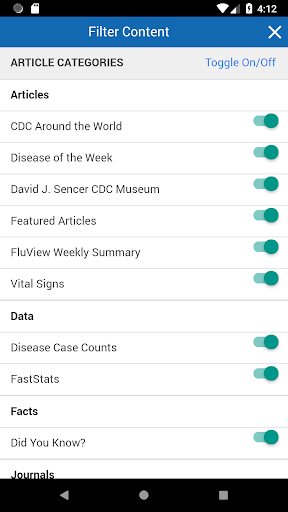 4:12
Filter Content
ARTICLE CATEGORIES Toggle On/Off
Articles
CDC Around the World
Disease of the Week
David J. Sencer CDC Museum
Featured Articles
FluView Weekly Summary
Vital Signs
Data
Disease Case Counts
FastStats
Facts
Did You Know?
Journals